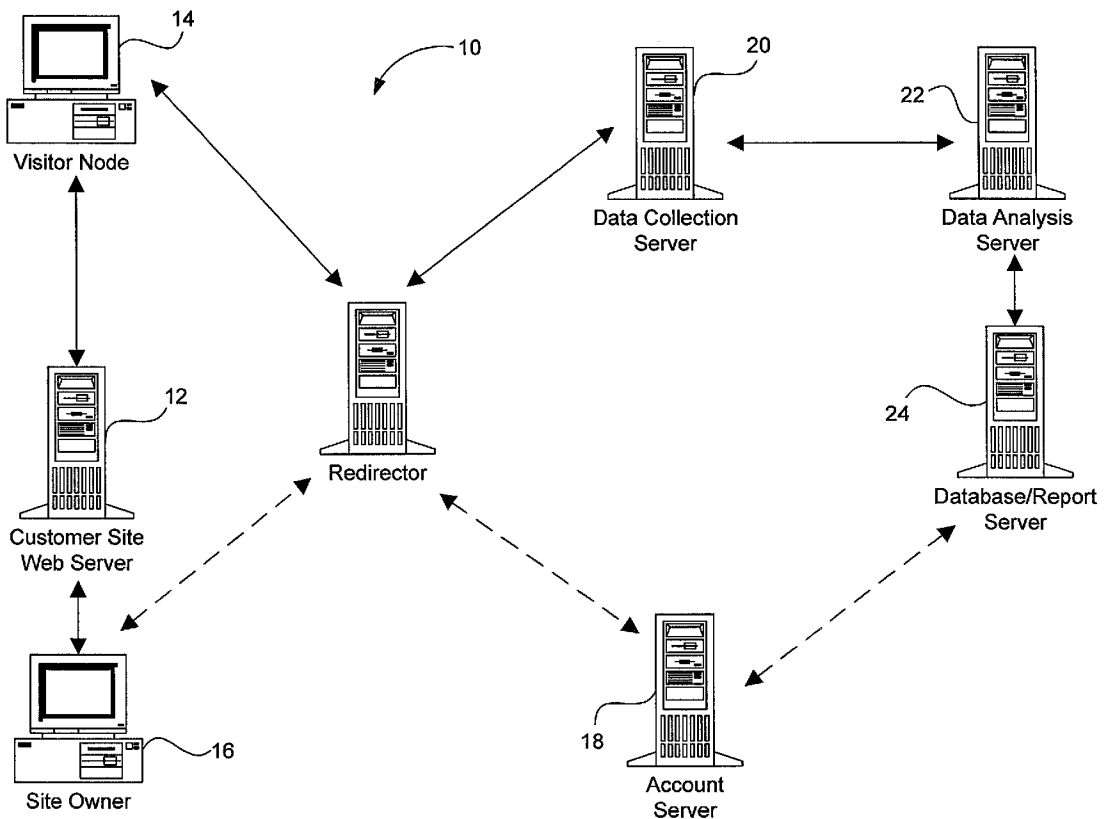 14
10
20
22
Visitor Node
Data Collection
Server
Data Analysis
Server
12
24
Redirector
Database/Report
Server
Customer Site
Web Server
18
16
Site Owner
Account
Server